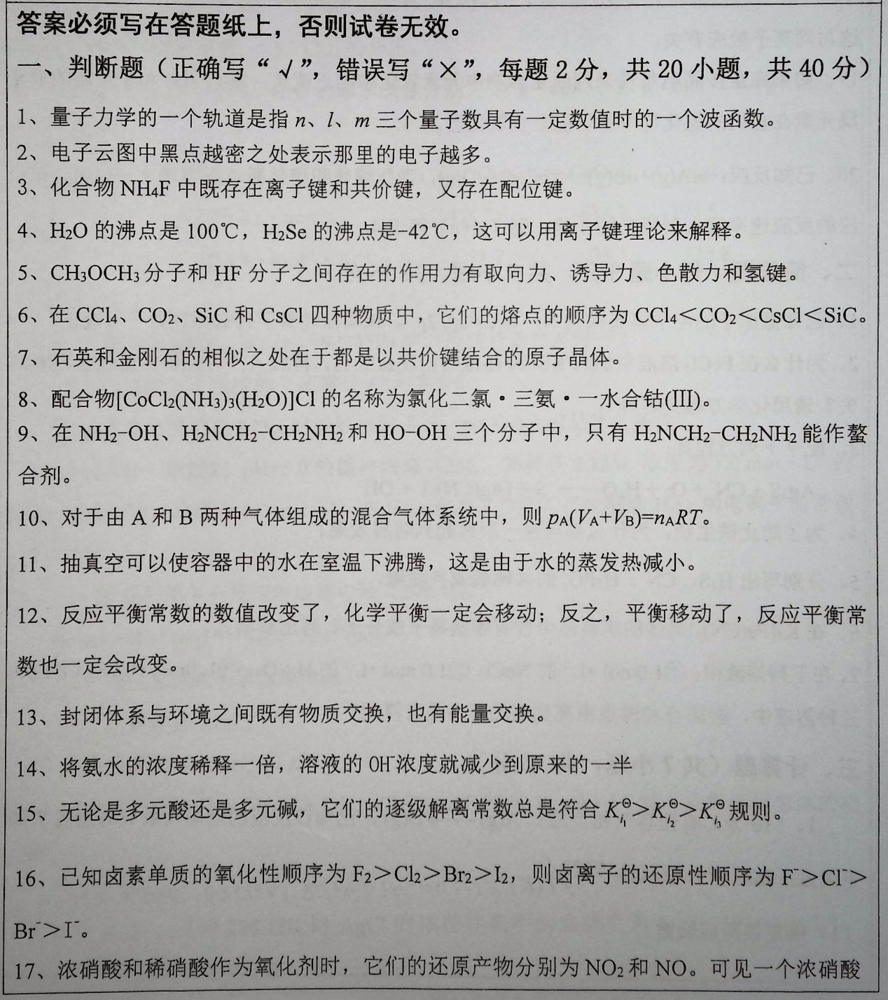 答案必须写在答题纸上，否则试卷无效。
一、判断题（正确写“√”，错误写“×”，每题 2 分，共 20 小题，共 40 分）
1、量子力学的一个轨道是指 n、l、m 三个量子数具有一定数值时的一个波函数。
2、电子云图中黑点越密之处表示那里的电子越多。
3、化合物 NH₄F 中既存在离子键和共价键，又存在配位键。
4、H₂O 的沸点是 100℃，H₂Se 的沸点是-42℃，这可以用离子键理论来解释。
5、CH₃OCH₃ 分子和 HF 分子之间存在的作用力有取向力、诱导力、色散力和氢键。
6、在 CCl₄、CO₂、SiC 和 CsCl 四种物质中，它们的熔点的顺序为 CCl₄＜CO₂＜CsCl＜SiC。
7、石英和金刚石的相似之处在于都是以共价键结合的原子晶体。
8、配合物[CoCl₂(NH₃)₃(H₂O)]Cl 的名称为氯化二氯·三氨·一水合钴(III)。
9、在 NH₂-OH、H₂NCH₂-CH₂NH₂ 和 HO-OH 三个分子中，只有 H₂NCH₂-CH₂NH₂ 能作螯
合剂。
10、对于由 A 和 B 两种气体组成的混合气体系统中，则 pA(VA+VB)=nART。
11、抽真空可以使容器中的水在室温下沸腾，这是由于水的蒸发热减小。
12、反应平衡常数的数值改变了，化学平衡一定会移动；反之，平衡移动了，反应平衡常
数也一定会改变。
13、封闭体系与环境之间既有物质交换，也有能量交换。
14、将氨水的浓度稀释一倍，溶液的 OH⁻浓度就减少到原来的一半
15、无论是多元酸还是多元碱，它们的逐级解离常数总是符合 K^Θ_i₁>K^Θ_i₂>K^Θ_i₃ 规则。
16、已知卤素单质的氧化性顺序为 F₂＞Cl₂＞Br₂＞I₂，则卤离子的还原性顺序为 F⁻＞Cl⁻＞
Br⁻＞I⁻。
17、浓硝酸和稀硝酸作为氧化剂时，它们的还原产物分别为 NO₂ 和 NO。可见一个浓硝酸